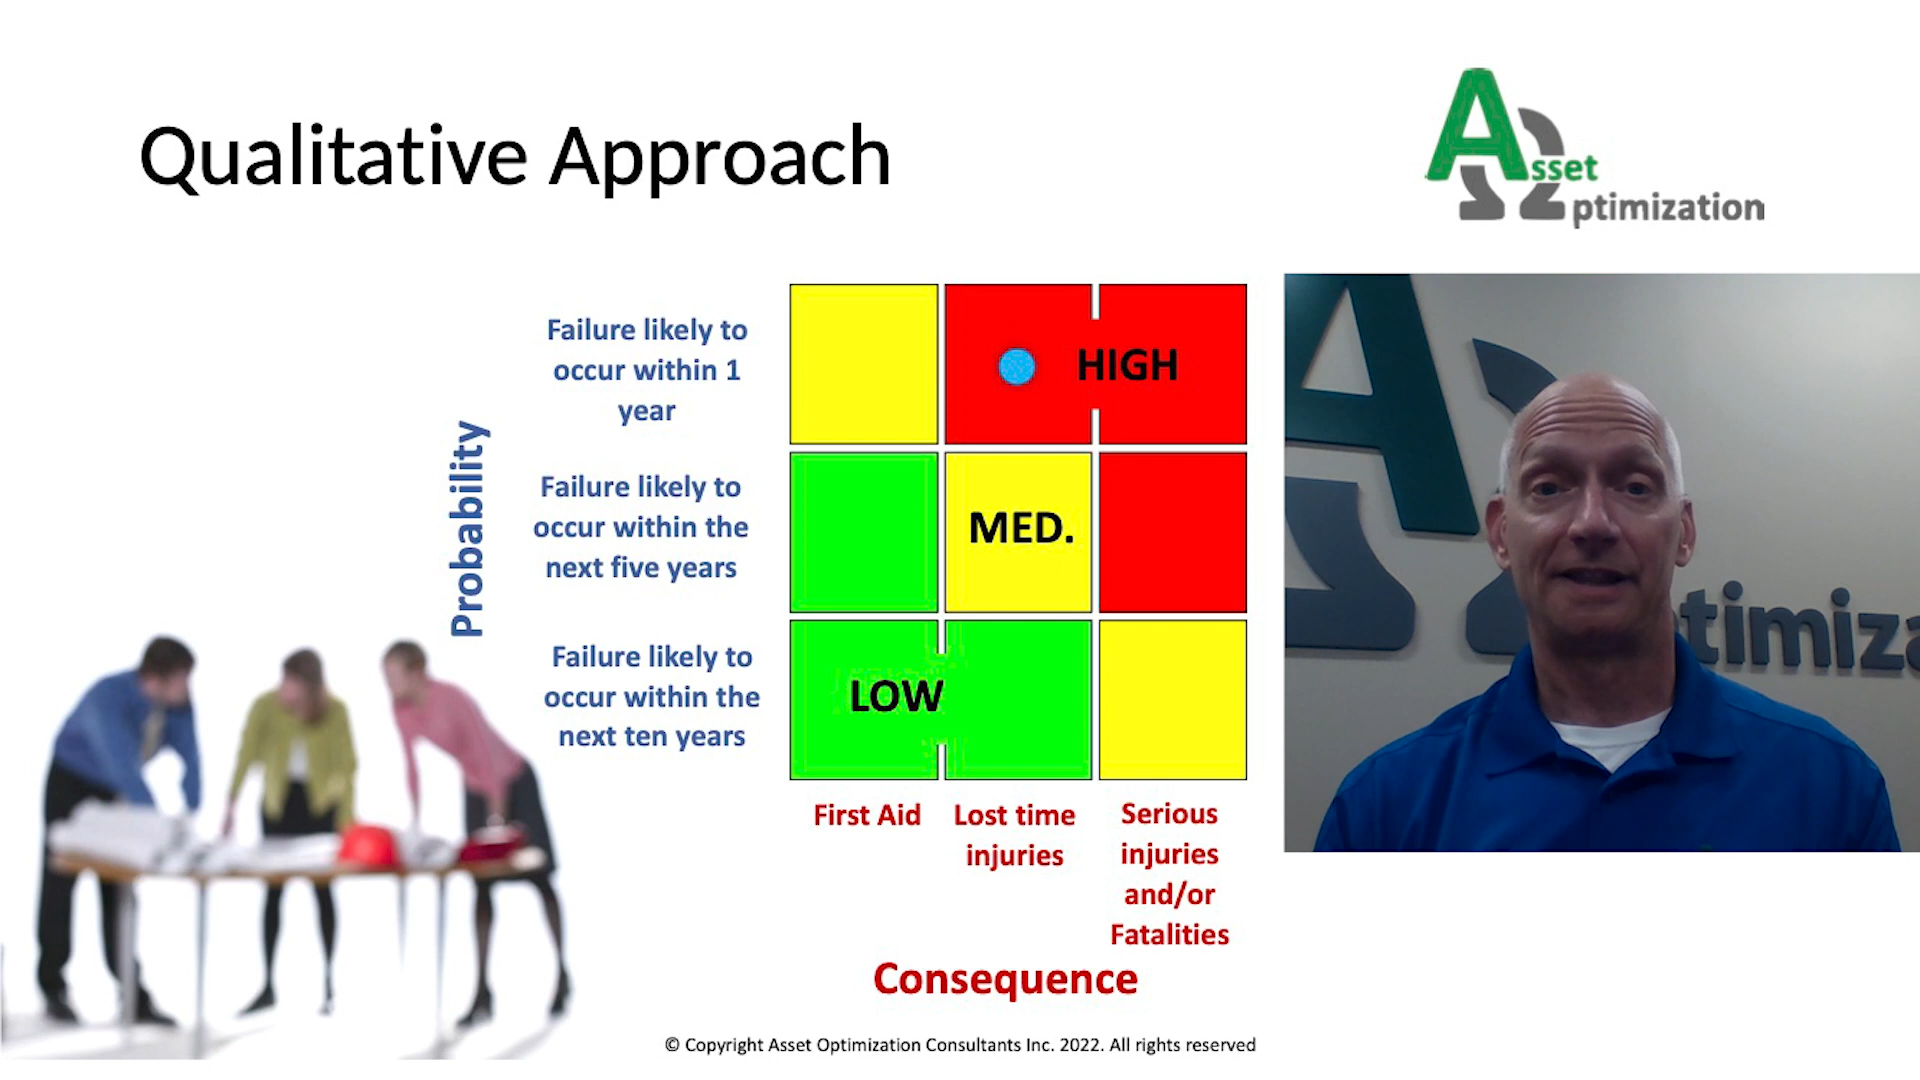 Qualitative Approach
Asset
Optimization
Failure likely to
occur within 1
year
HIGH
Probability
Failure likely to
occur within the
next five years
MED.
Failure likely to
occur within the
next ten years
LOW
First Aid
Lost time
injuries
Serious
injuries
and/or
Fatalities
Consequence
A
timiza
© Copyright Asset Optimization Consultants Inc. 2022. All rights reserved